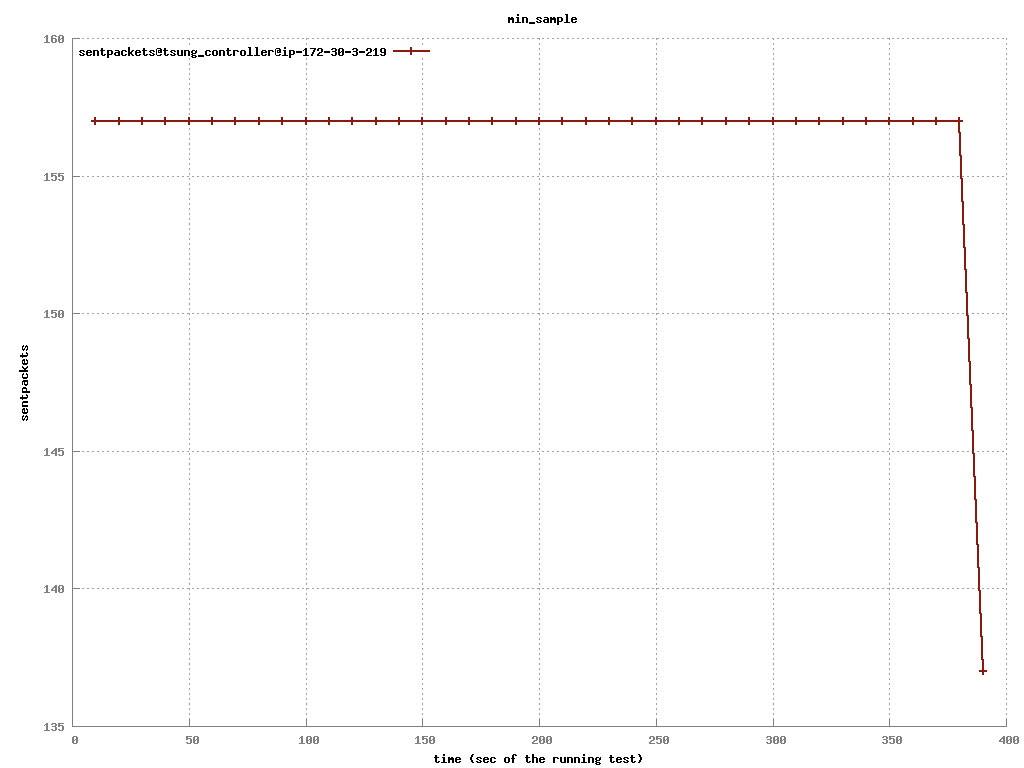 min_sample
160
sentpackets@tsung_controller@ip-172-30-3-219
155
150
sentpackets
145
140
135
0 50 100 150 200 250 300 350 400
time (sec of the running test)